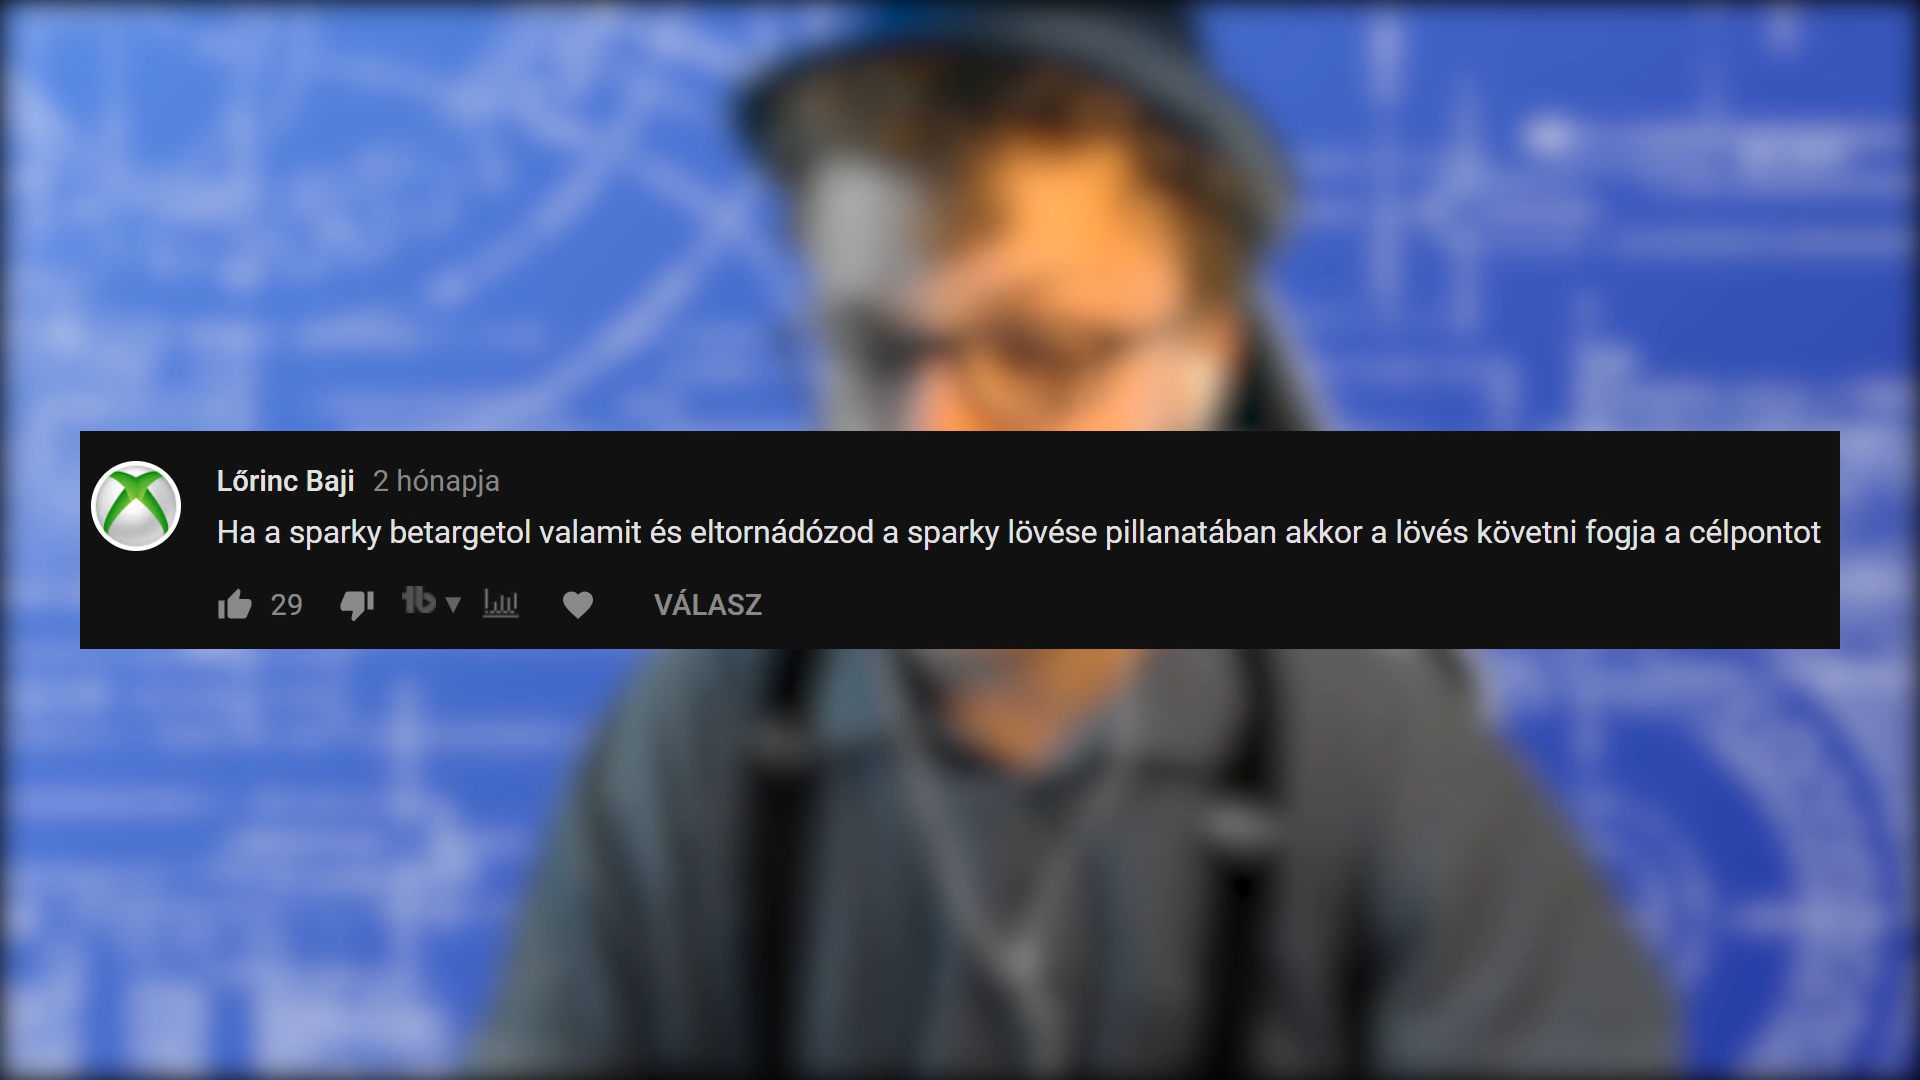 Lőrinc Baji 2 hónapja
Ha a sparky betargetol valamit és eltornádózod a sparky lövése pillanatában akkor a lövés követni fogja a célpontot
29 tb VÁLASZ